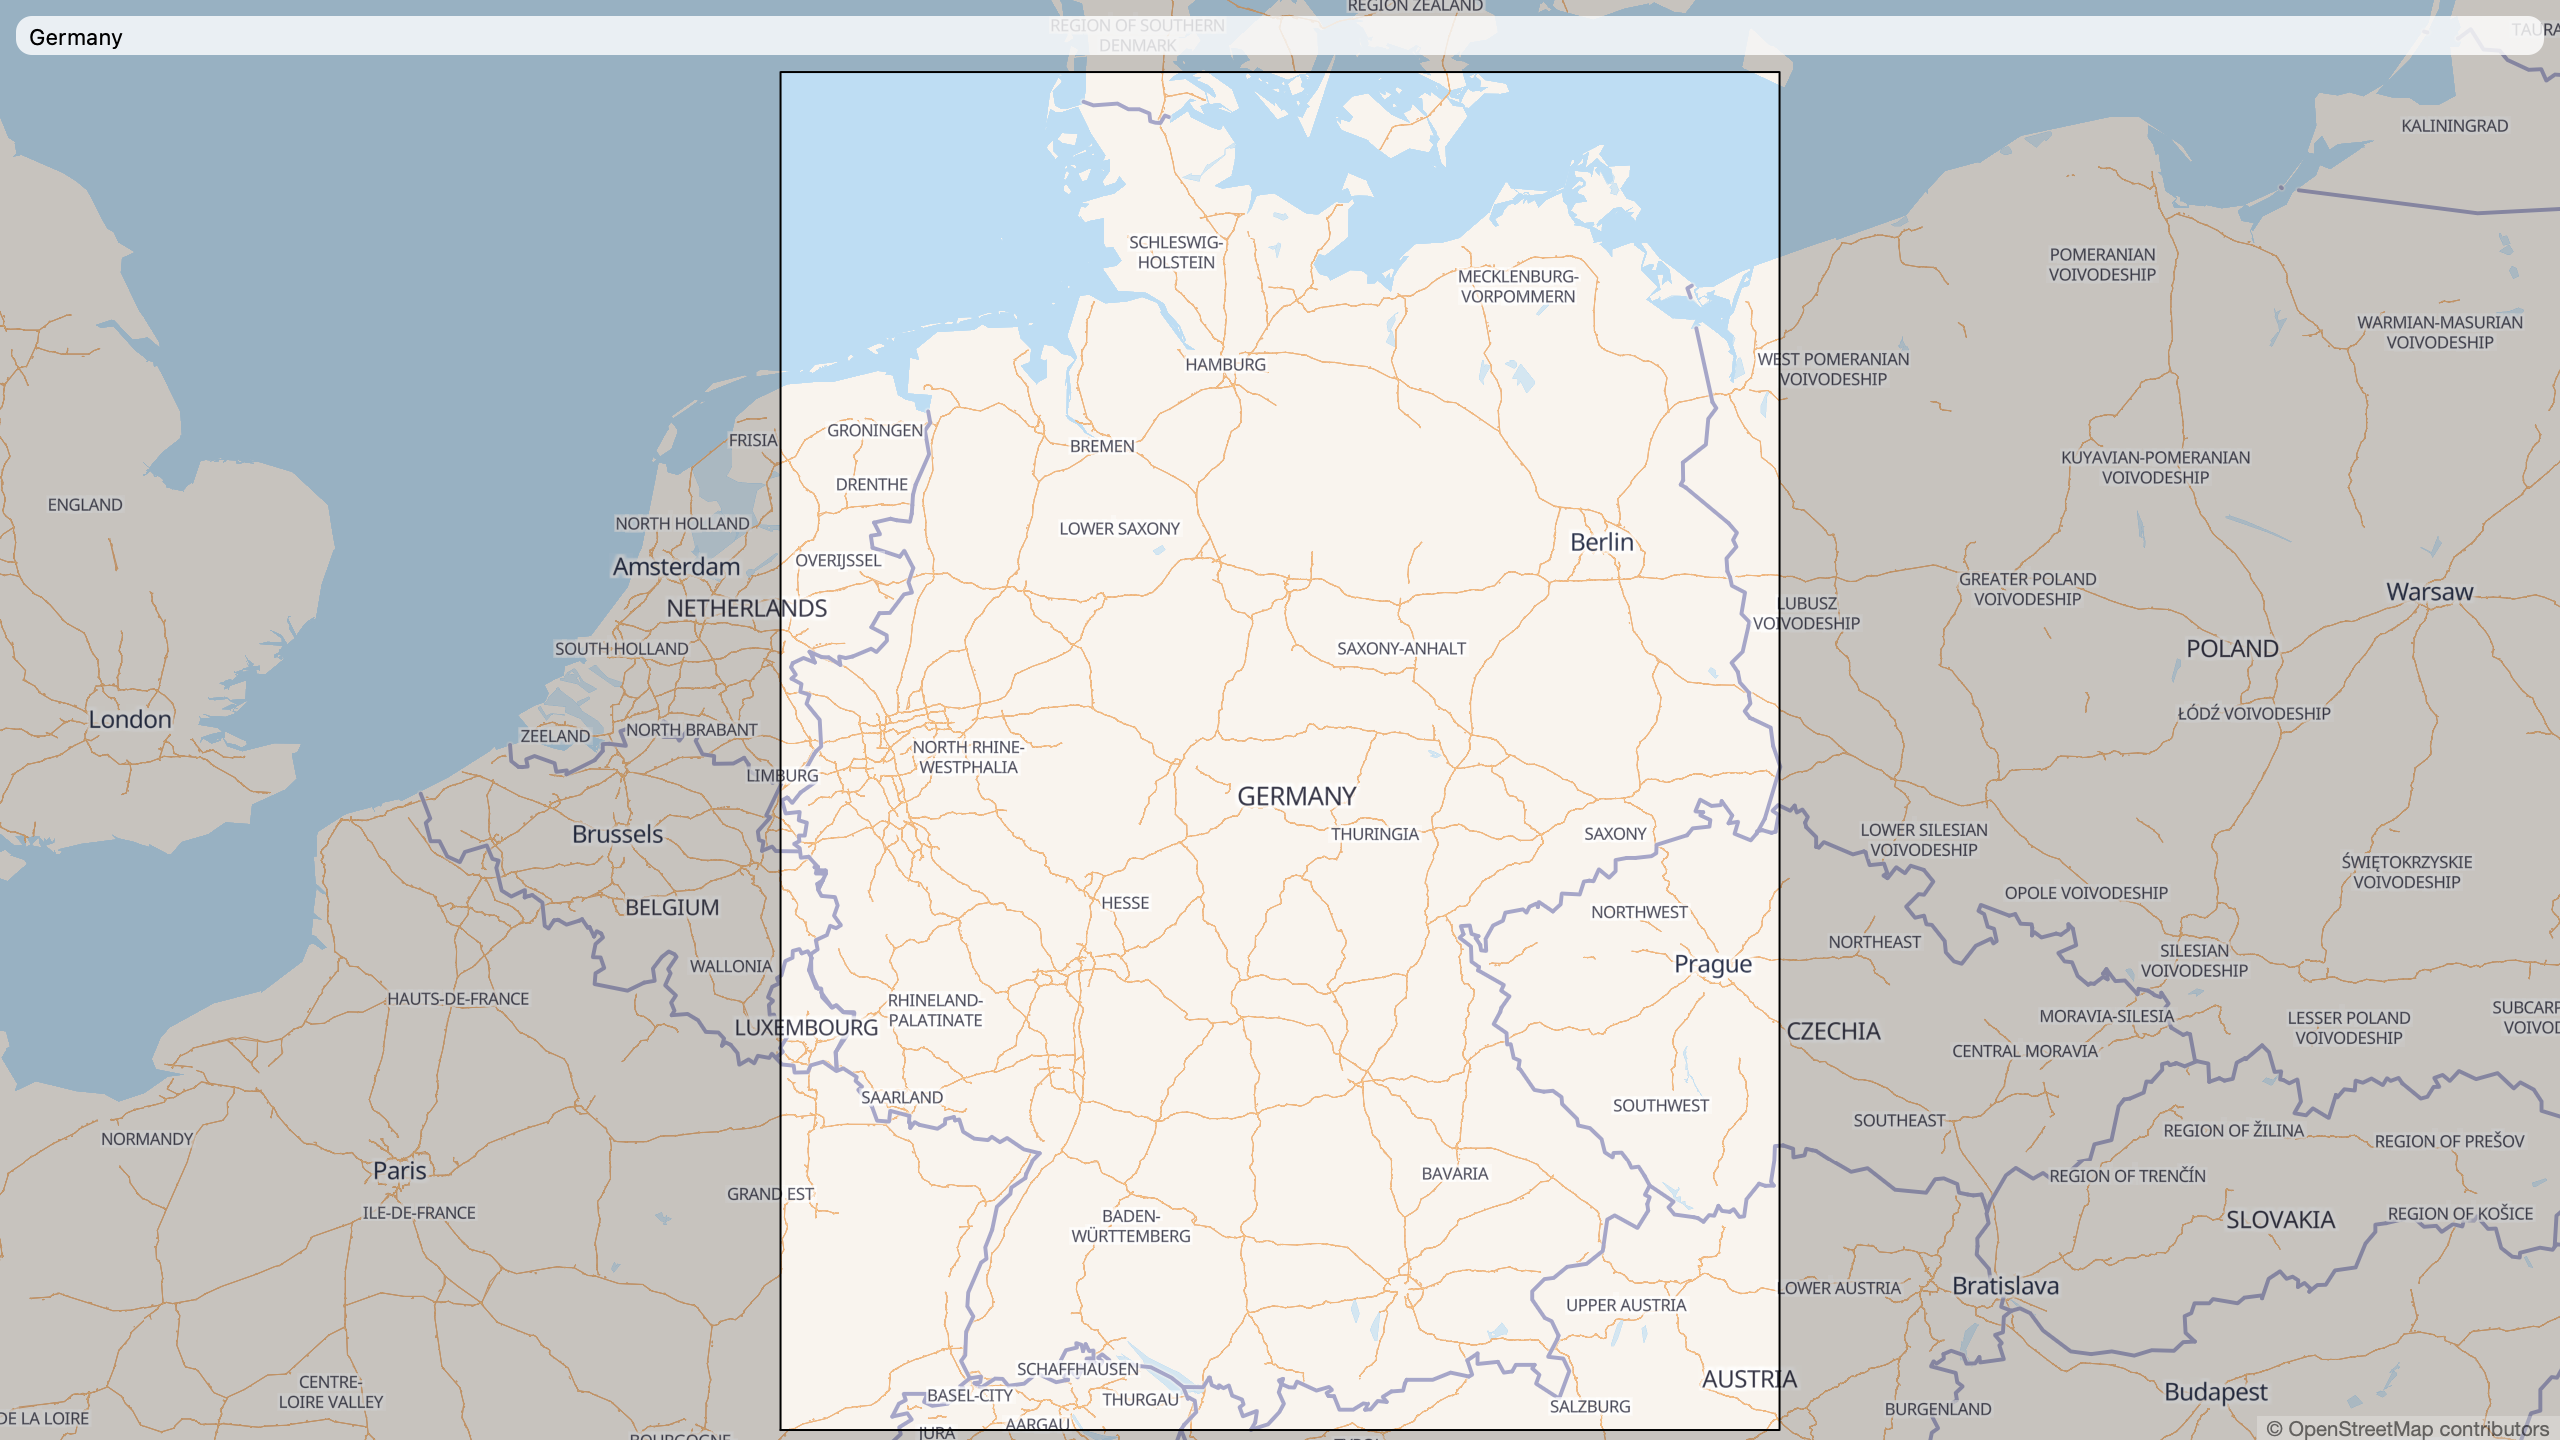 REGION ZEALAND
REGION OF SOUTHERN
DENMARK
Germany
KALININGRAD
SCHLESWIG-
HOLSTEIN
MECKLENBURG-
VORPOMMERN
POMERANIAN
VOIVODESHIP
WARMIAN-MASURIAN
VOIVODESHIP
HAMBURG
WEST POMERANIAN
VOIVODESHIP
FRISIA
GRONINGEN
BREMEN
KUYAVIAN-POMERANIAN
VOIVODESHIP
DRENTHE
ENGLAND
NORTH HOLLAND
LOWER SAXONY
Berlin
Amsterdam
OVERIJSSEL
GREATER POLAND
VOIVODESHIP
Warsaw
NETHERLANDS
LUBUSZ
VOIVODESHIP
SOUTH HOLLAND
SAXONY-ANHALT
POLAND
London
ŁÓDŹ VOIVODESHIP
ZEELAND
NORTH BRABANT
NORTH RHINE-
WESTPHALIA
LIMBURG
GERMANY
Brussels
THURINGIA
SAXONY
LOWER SILESIAN
VOIVODESHIP
ŚWIĘTOKRZYSKIE
VOIVODESHIP
BELGIUM
HESSE
OPOLE VOIVODESHIP
NORTHWEST
NORTHEAST
WALLONIA
Prague
SILESIAN
VOIVODESHIP
HAUTS-DE-FRANCE
RHINELAND-
PALATINATE
LUXEMBOURG
CZECHIA
MORAVIA-SILESIA
LESSER POLAND
VOIVODESHIP
CENTRAL MORAVIA
SAARLAND
SOUTHWEST
SOUTHEAST
NORMANDY
REGION OF ŽILINA
REGION OF PREŠOV
Paris
BAVARIA
REGION OF TRENČÍN
GRAND EST
ILE-DE-FRANCE
BADEN-
WÜRTTEMBERG
SLOVAKIA
REGION OF KOŠICE
LOWER AUSTRIA
Bratislava
UPPER AUSTRIA
SCHAFFHAUSEN
AUSTRIA
CENTRE-
LOIRE VALLEY
BASEL-CITY
THURGAU
SALZBURG
BURGENLAND
Budapest
DE LA LOIRE
AARGAU
JURA
© OpenStreetMap contributors